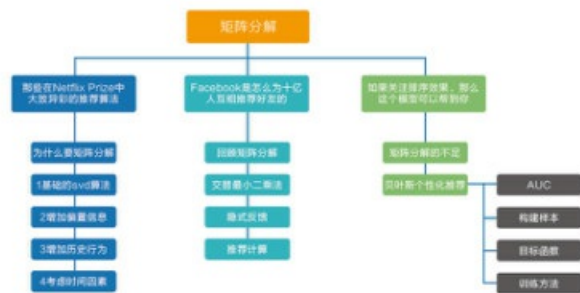 矩阵分解
那些在Netflix Prize中
大放异彩的推荐算法
Facebook是怎么为十亿
人互相推荐好友的
如果关注排序效果，那么
这个模型可以帮到你
为什么要矩阵分解
1基础的svd算法
2增加偏置信息
3增加历史行为
4考虑时间因素
回顾矩阵分解
交替最小二乘法
隐式反馈
推荐计算
矩阵分解的不足
贝叶斯个性化推荐
AUC
构建样本
目标函数
训练方法